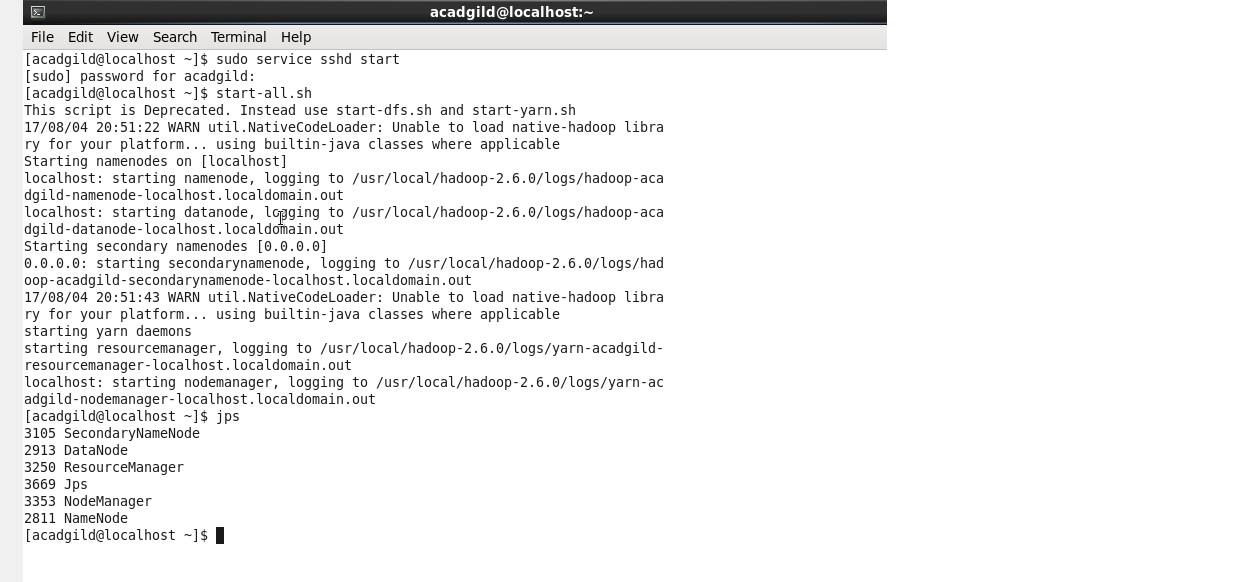 acadgild@localhost:~
File Edit View Search Terminal Help
[acadgild@localhost ~]$ sudo service sshd start
[sudo] password for acadgild:
[acadgild@localhost ~]$ start-all.sh
This script is Deprecated. Instead use start-dfs.sh and start-yarn.sh
17/08/04 20:51:22 WARN util.NativeCodeLoader: Unable to load native-hadoop libra
ry for your platform... using builtin-java classes where applicable
Starting namenodes on [localhost]
localhost: starting namenode, logging to /usr/local/hadoop-2.6.0/logs/hadoop-aca
dgild-namenode-localhost.localdomain.out
localhost: starting datanode, logging to /usr/local/hadoop-2.6.0/logs/hadoop-aca
dgild-datanode-localhost.localdomain.out
Starting secondary namenodes [0.0.0.0]
0.0.0.0: starting secondarynamenode, logging to /usr/local/hadoop-2.6.0/logs/had
oop-acadgild-secondarynamenode-localhost.localdomain.out
17/08/04 20:51:43 WARN util.NativeCodeLoader: Unable to load native-hadoop libra
ry for your platform... using builtin-java classes where applicable
starting yarn daemons
starting resourcemanager, logging to /usr/local/hadoop-2.6.0/logs/yarn-acadgild-
resourcemanager-localhost.localdomain.out
localhost: starting nodemanager, logging to /usr/local/hadoop-2.6.0/logs/yarn-ac
adgild-nodemanager-localhost.localdomain.out
[acadgild@localhost ~]$ jps
3105 SecondaryNameNode
2913 DataNode
3250 ResourceManager
3669 Jps
3353 NodeManager
2811 NameNode
[acadgild@localhost ~]$